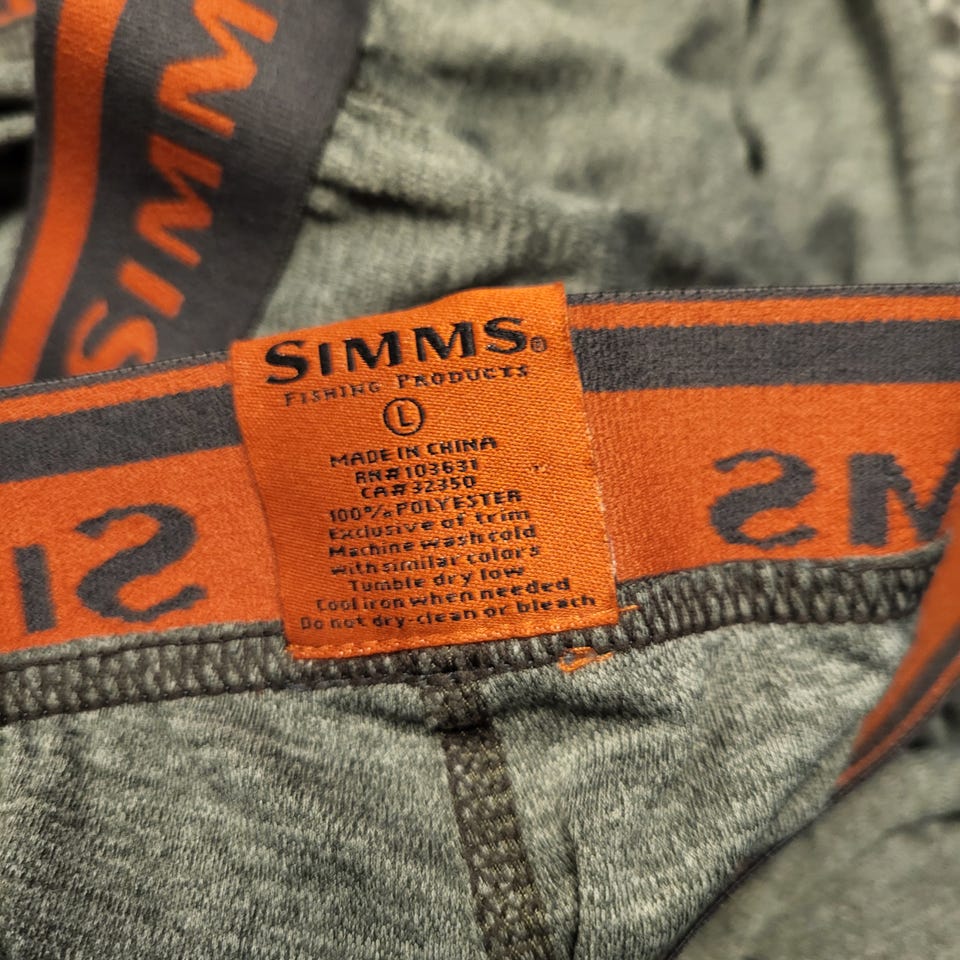 SIMMS
SIMMS®
FISHING PRODUCTS
L
MADE IN CHINA
RN#103631
CA#32350
100% POLYESTER
Exclusive of trim
Machine wash cold
with similar colors
Tumble dry low
Cool iron when needed
Do not dry-clean or bleach
SI
SM